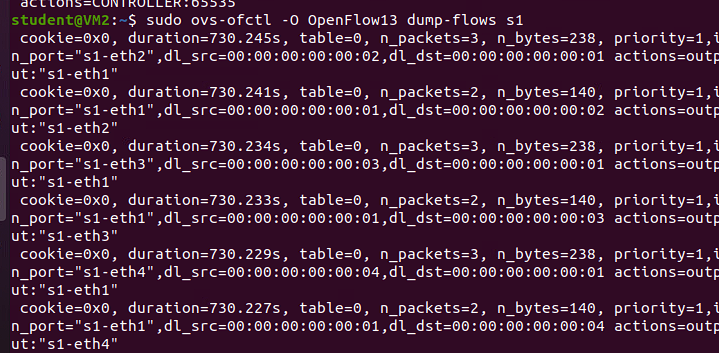 actions=CONTROLLER:65535
student@VM2:~$ sudo ovs-ofctl -O OpenFlow13 dump-flows s1
 cookie=0x0, duration=730.245s, table=0, n_packets=3, n_bytes=238, priority=1,i
n_port="s1-eth2",dl_src=00:00:00:00:00:02,dl_dst=00:00:00:00:00:01 actions=outp
ut:"s1-eth1"
 cookie=0x0, duration=730.241s, table=0, n_packets=2, n_bytes=140, priority=1,i
n_port="s1-eth1",dl_src=00:00:00:00:00:01,dl_dst=00:00:00:00:00:02 actions=outp
ut:"s1-eth2"
 cookie=0x0, duration=730.234s, table=0, n_packets=3, n_bytes=238, priority=1,i
n_port="s1-eth3",dl_src=00:00:00:00:00:03,dl_dst=00:00:00:00:00:01 actions=outp
ut:"s1-eth1"
 cookie=0x0, duration=730.233s, table=0, n_packets=2, n_bytes=140, priority=1,i
n_port="s1-eth1",dl_src=00:00:00:00:00:01,dl_dst=00:00:00:00:00:03 actions=outp
ut:"s1-eth3"
 cookie=0x0, duration=730.229s, table=0, n_packets=3, n_bytes=238, priority=1,i
n_port="s1-eth4",dl_src=00:00:00:00:00:04,dl_dst=00:00:00:00:00:01 actions=outp
ut:"s1-eth1"
 cookie=0x0, duration=730.227s, table=0, n_packets=2, n_bytes=140, priority=1,i
n_port="s1-eth1",dl_src=00:00:00:00:00:01,dl_dst=00:00:00:00:00:04 actions=outp
ut:"s1-eth4"